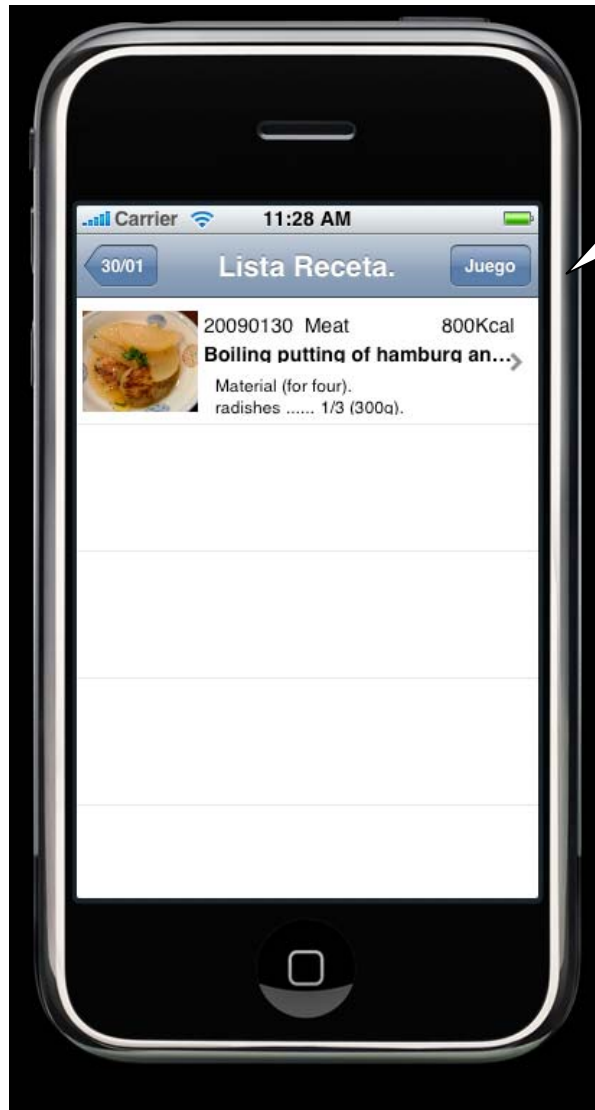 Carrier 11:28 AM
30/01 Lista Receta. Juego
20090130 Meat 800Kcal
Boiling putting of hamburg an...
Material (for four).
radishes ...... 1/3 (300g).